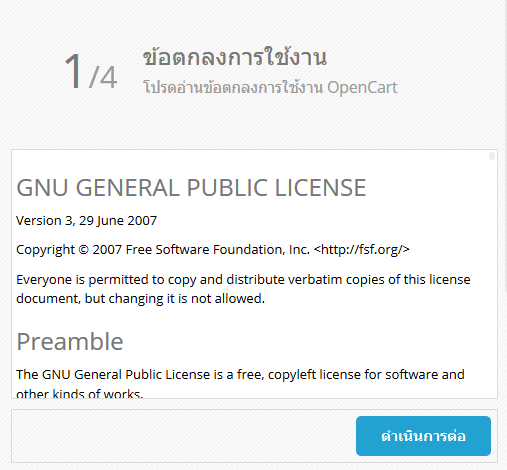 1/4
ข้อตกลงการใช้งาน
โปรดอ่านข้อตกลงการใช้งาน OpenCart
GNU GENERAL PUBLIC LICENSE
Version 3, 29 June 2007
Copyright © 2007 Free Software Foundation, Inc. <http://fsf.org/>
Everyone is permitted to copy and distribute verbatim copies of this license
document, but changing it is not allowed.
Preamble
The GNU General Public License is a free, copyleft license for software and
other kinds of works.
ดำเนินการต่อ